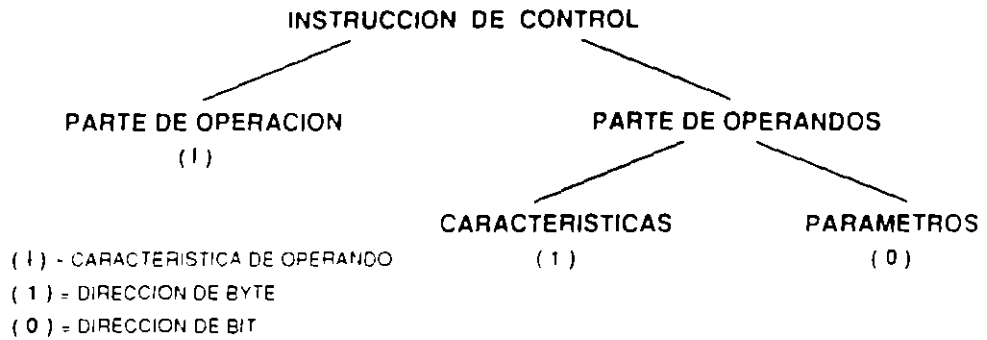 INSTRUCCION DE CONTROL
PARTE DE OPERACION
PARTE DE OPERANDOS
( I )
CARACTERISTICAS
PARAMETROS
( 1 )
( 0 )
( I ) - CARACTERISTICA DE OPERANDO
( 1 ) = DIRECCION DE BYTE
( 0 ) = DIRECCION DE BIT